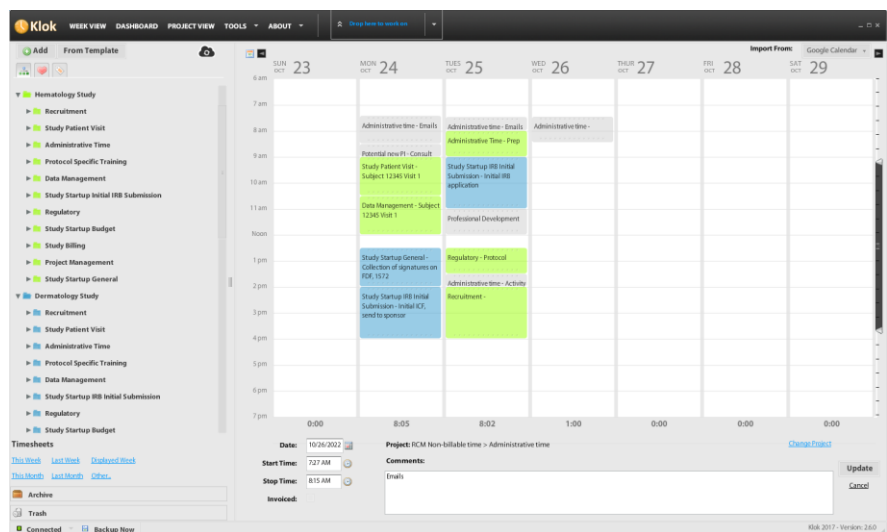 Klok WEEK VIEW DASHBOARD PROJECT VIEW TOOLS ABOUT Drop here to work on
Add From Template
Import From: Google Calendar
Hematology Study
Recruitment
Study Patient Visit
Administrative Time
Protocol Specific Training
Data Management
Study Startup Initial IRB Submission
Regulatory
Study Startup Budget
Study Billing
Project Management
Study Startup General
Dermatology Study
Recruitment
Study Patient Visit
Administrative Time
Protocol Specific Training
Data Management
Study Startup IRB Initial Submission
Regulatory
Study Startup Budget
Timesheets
This Week Last Week Displayed Week
This Month Last Month Other..
Archive
Trash
Connected Backup Now
SUN OCT 23
MON OCT 24
TUES OCT 25
WED OCT 26
THUR OCT 27
FRI OCT 28
SAT OCT 29
6 am
7 am
8 am
9 am
10 am
11 am
Noon
1 pm
2 pm
3 pm
4 pm
5 pm
6 pm
7 pm
Administrative time - Emails
Potential new PI - Consult
Study Patient Visit -
Subject 12345 Visit 1
Data Management - Subject
12345 Visit 1
Study Startup General -
Collection of signatures on
FDF, 1572
Study Startup IRB Initial
Submission - Initial ICF,
send to sponsor
Administrative time - Emails
Administrative Time - Prep
Study Startup IRB Initial
Submission - Initial IRB
application
Professional Development
Regulatory - Protocol
Administrative time - Activity
Recruitment -
Administrative time -
0:00 8:05 8:02 1:00 0:00 0:00 0:00
Date: 10/26/2022 Project: RCM Non-billable time > Administrative time Change Project
Start Time: 7:27 AM Comments:
Stop Time: 8:15 AM Emails
Invoiced:
Update
Cancel
Klok 2017 - Version: 2.6.0